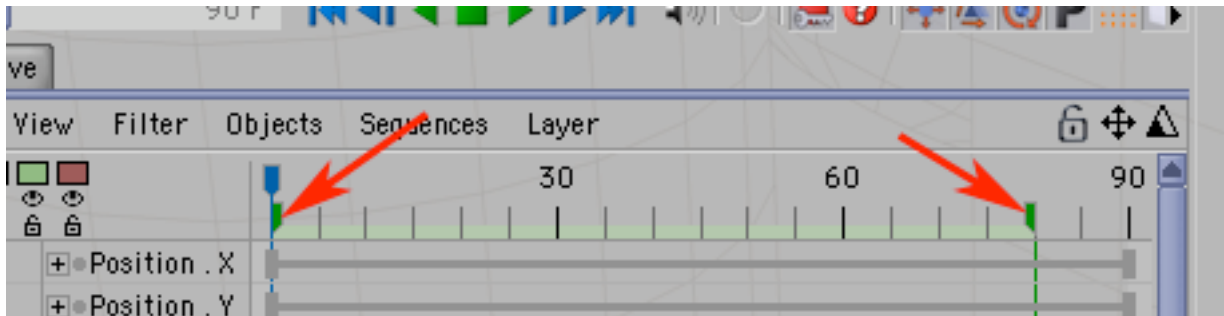 90 F
ve
View Filter Objects Sequences Layer
30 60 90
Position . X
Position . Y